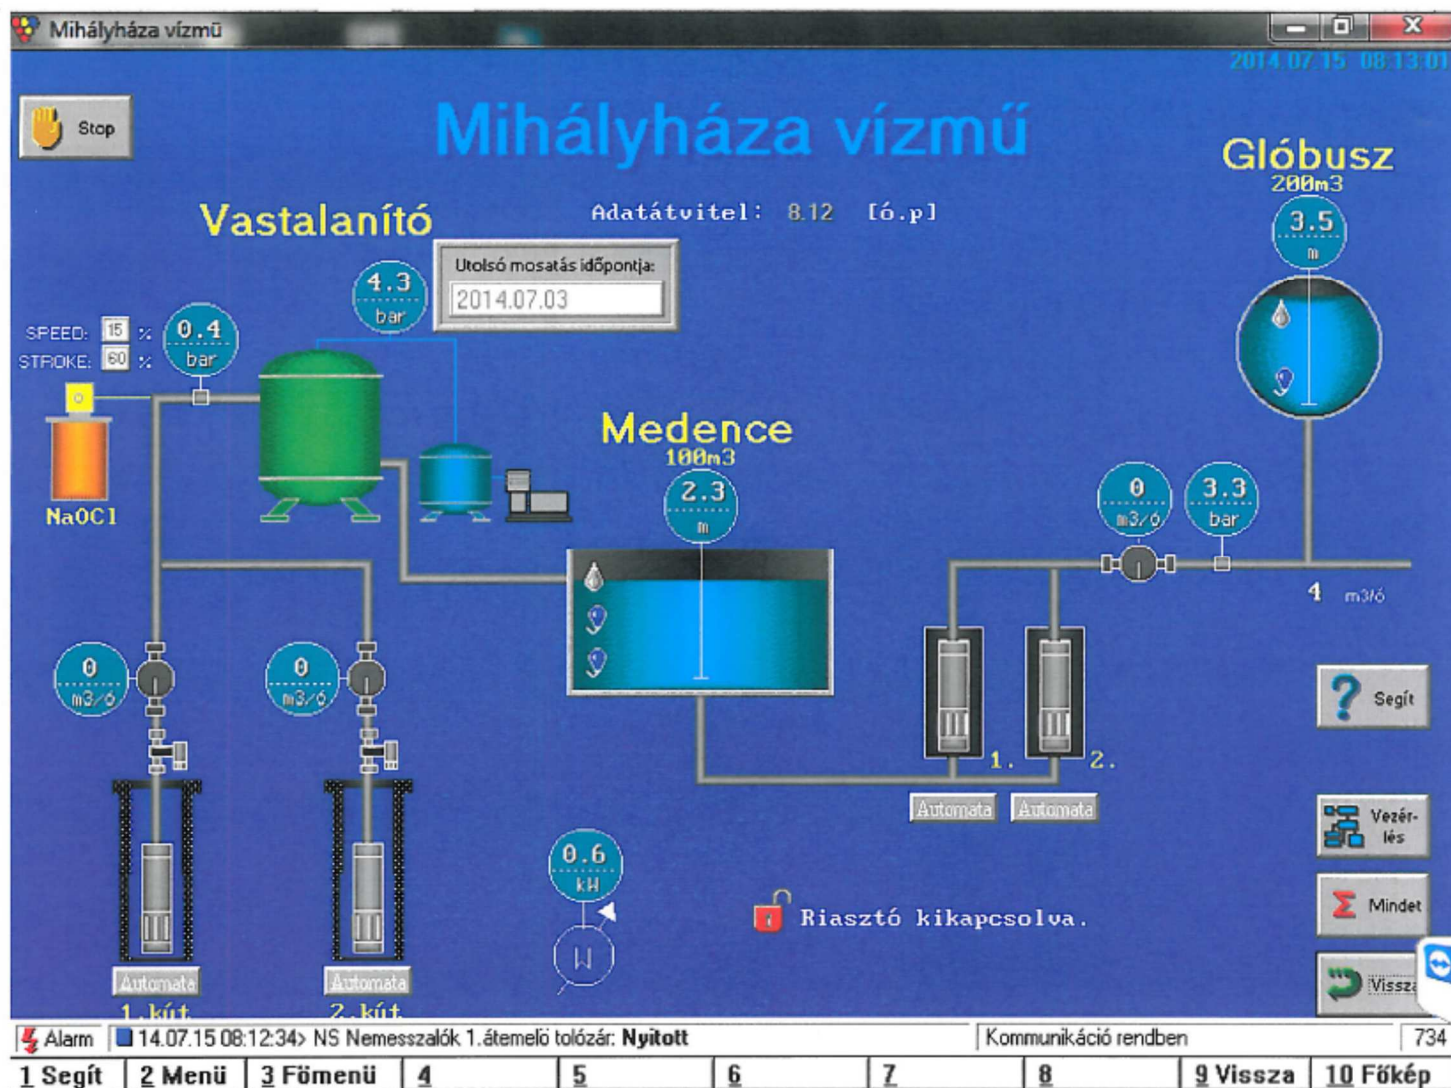 Mihályháza vízmű
2014.07.15 08:13:01
Stop
Mihályháza vízmű
Glóbusz
200m3
3.5
m
Adatátvitel: 8.12 [ó.p]
Vastalanító
4.3
bar
Utolsó mosatás időpontja:
2014.07.03
SPEED: 15 %
STROKE: 60 %
0.4
bar
NaOCl
Medence
100m3
2.3
m
0
m3/ó
3.3
bar
4 m3/ó
0
m3/ó
0
m3/ó
1.
2.
Automata
Automata
Segít
Vezér-
lés
Mindet
Vissza
0.6
kW
W
Riasztó kikapcsolva.
Automata
Automata
1.kút
2.kút
Alarm
14.07.15 08:12:34> NS Nemesszalók 1.átemelö tolózár: Nyitott
Kommunikáció rendben
734
1 Segít 2 Menü 3 Fömenü 4 5 6 7 8 9 Vissza 10 Főkép